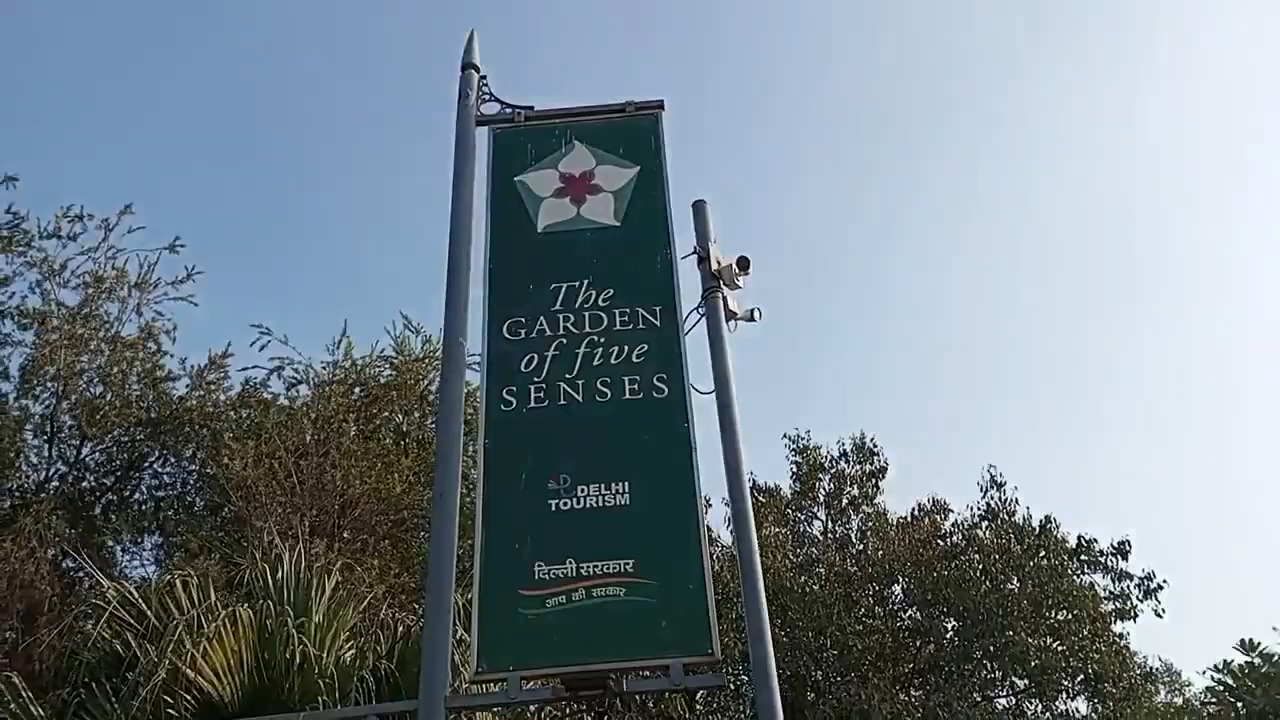 The
GARDEN
of five
SENSES
DELHI
TOURISM
दिल्ली सरकार
आप की सरकार